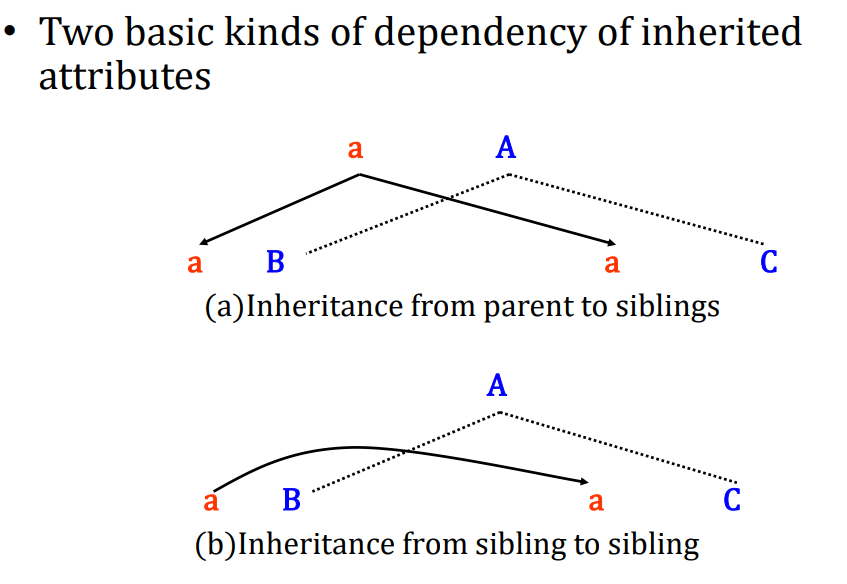 • Two basic kinds of dependency of inherited
attributes
a A
a B a C
(a)Inheritance from parent to siblings
A
a B a C
(b)Inheritance from sibling to sibling